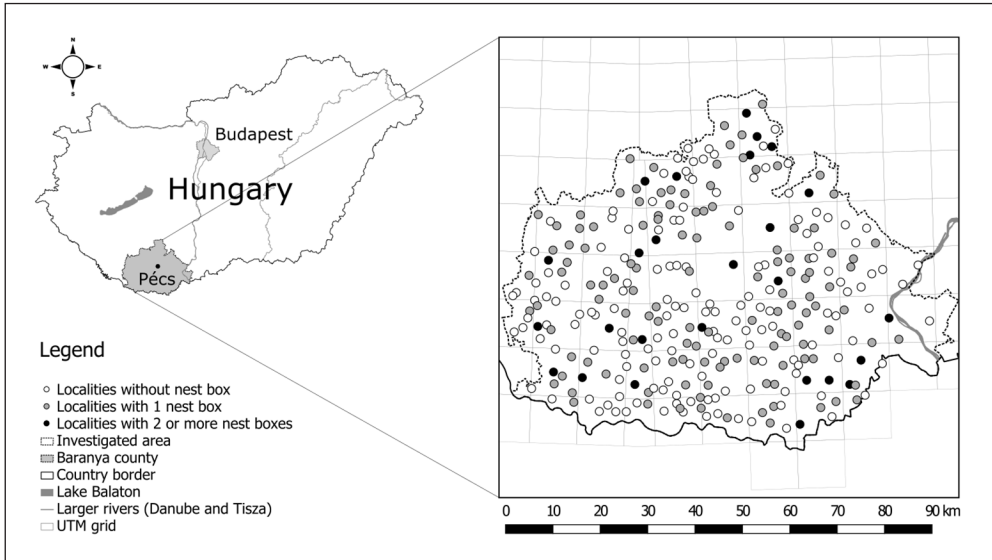 N
W E
S
Budapest
Hungary
Pécs
Legend
Localities without nest box
Localities with 1 nest box
Localities with 2 or more nest boxes
Investigated area
Baranya county
Country border
Lake Balaton
Larger rivers (Danube and Tisza)
UTM grid
0 10 20 30 40 50 60 70 80 90 km